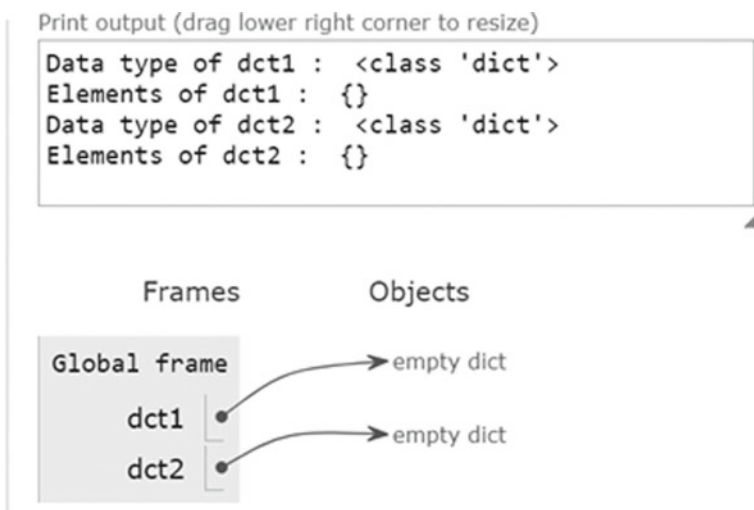 Print output (drag lower right corner to resize)
Data type of dct1 :  <class 'dict'>
Elements of dct1 :  {}
Data type of dct2 :  <class 'dict'>
Elements of dct2 :  {}
Frames Objects
Global frame
empty dict
dct1
empty dict
dct2